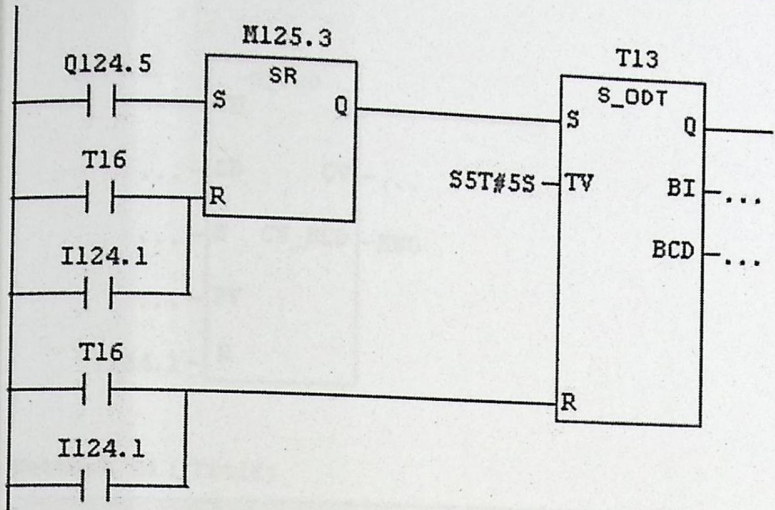 M125.3
T13
Q124.5
SR
S_ODT
S
Q
S
Q
T16
S5T#5S
TV
BI
...
R
I124.1
BCD
...
T16
R
I124.1